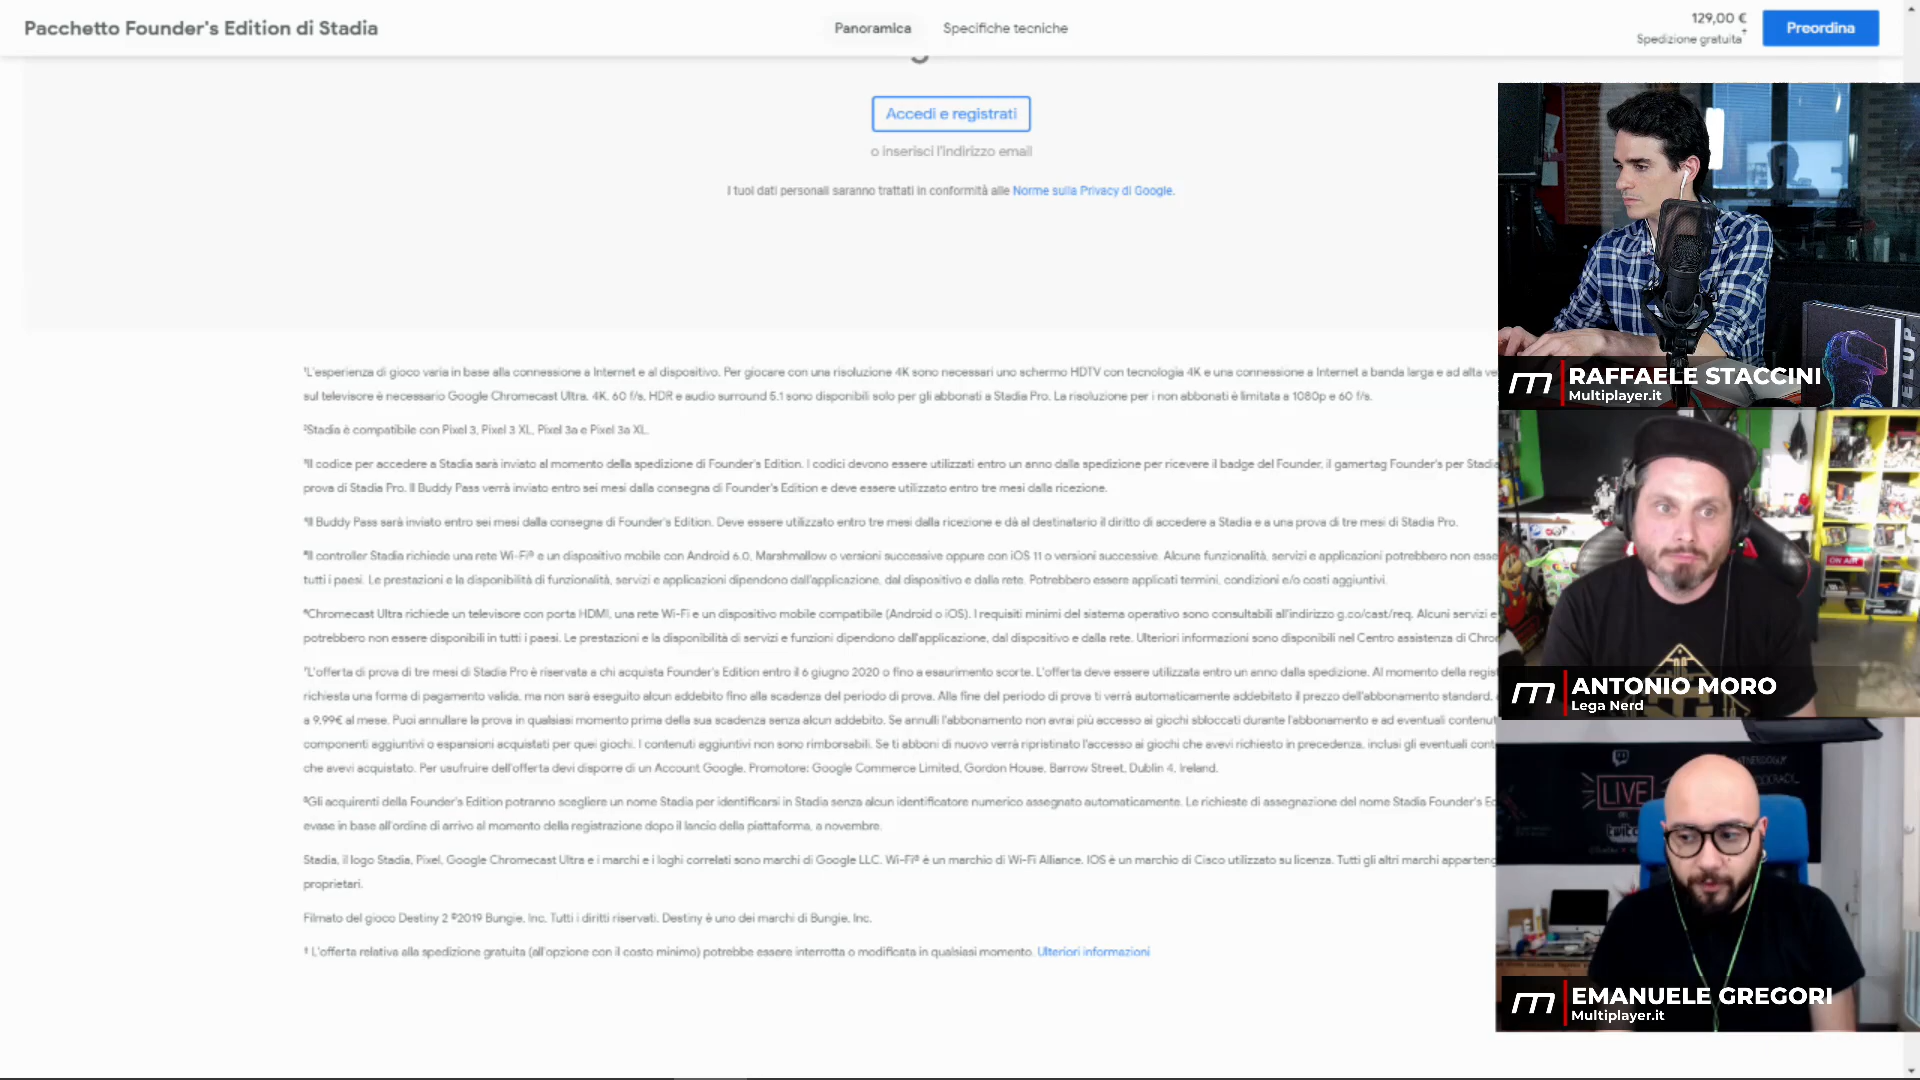 Pacchetto Founder's Edition di Stadia
Panoramica
Specifiche tecniche
129,00 €
Spedizione gratuita†
Preordina
Accedi e registrati
o inserisci l'indirizzo email
I tuoi dati personali saranno trattati in conformità alle Norme sulla Privacy di Google.
¹L'esperienza di gioco varia in base alla connessione a Internet e al dispositivo. Per giocare con una risoluzione 4K sono necessari uno schermo HDTV con tecnologia 4K e una connessione a Internet a banda larga e ad alta ve
sul televisore è necessario Google Chromecast Ultra. 4K, 60 f/s, HDR e audio surround 5.1 sono disponibili solo per gli abbonati a Stadia Pro. La risoluzione per i non abbonati è limitata a 1080p e 60 f/s.
²Stadia è compatibile con Pixel 3, Pixel 3 XL, Pixel 3a e Pixel 3a XL.
³Il codice per accedere a Stadia sarà inviato al momento della spedizione di Founder's Edition. I codici devono essere utilizzati entro un anno dalla spedizione per ricevere il badge del Founder, il gamertag Founder's per Stadia
prova di Stadia Pro. Il Buddy Pass verrà inviato entro sei mesi dalla consegna di Founder's Edition e deve essere utilizzato entro tre mesi dalla ricezione.
⁴Il Buddy Pass sarà inviato entro sei mesi dalla consegna di Founder's Edition. Deve essere utilizzato entro tre mesi dalla ricezione e dà al destinatario il diritto di accedere a Stadia e a una prova di tre mesi di Stadia Pro.
⁵Il controller Stadia richiede una rete Wi-Fi® e un dispositivo mobile con Android 6.0, Marshmallow o versioni successive oppure con iOS 11 o versioni successive. Alcune funzionalità, servizi e applicazioni potrebbero non esse
tutti i paesi. Le prestazioni e la disponibilità di funzionalità, servizi e applicazioni dipendono dall'applicazione, dal dispositivo e dalla rete. Potrebbero essere applicati termini, condizioni e/o costi aggiuntivi.
⁶Chromecast Ultra richiede un televisore con porta HDMI, una rete Wi-Fi e un dispositivo mobile compatibile (Android o iOS). I requisiti minimi del sistema operativo sono consultabili all'indirizzo g.co/cast/req. Alcuni servizi e
potrebbero non essere disponibili in tutti i paesi. Le prestazioni e la disponibilità di servizi e funzioni dipendono dall'applicazione, dal dispositivo e dalla rete. Ulteriori informazioni sono disponibili nel Centro assistenza di Chro
⁷L'offerta di prova di tre mesi di Stadia Pro è riservata a chi acquista Founder's Edition entro il 6 giugno 2020 o fino a esaurimento scorte. L'offerta deve essere utilizzata entro un anno dalla spedizione. Al momento della regist
richiesta una forma di pagamento valida, ma non sarà eseguito alcun addebito fino alla scadenza del periodo di prova. Alla fine del periodo di prova ti verrà automaticamente addebitato il prezzo dell'abbonamento standard,
a 9.99€ al mese. Puoi annullare la prova in qualsiasi momento prima della sua scadenza senza alcun addebito. Se annulli l'abbonamento non avrai più accesso ai giochi sbloccati durante l'abbonamento e ad eventuali contenut
componenti aggiuntivi o espansioni acquistati per quei giochi. I contenuti aggiuntivi non sono rimborsabili. Se ti abboni di nuovo verrà ripristinato l'accesso ai giochi che avevi richiesto in precedenza, inclusi gli eventuali cont
che avevi acquistato. Per usufruire dell'offerta devi disporre di un Account Google. Promotore: Google Commerce Limited, Gordon House, Barrow Street, Dublin 4, Ireland.
⁸Gli acquirenti della Founder's Edition potranno scegliere un nome Stadia per identificarsi in Stadia senza alcun identificatore numerico assegnato automaticamente. Le richieste di assegnazione del nome Stadia Founder's Ec
evase in base all'ordine di arrivo al momento della registrazione dopo il lancio della piattaforma, a novembre.
Stadia, il logo Stadia, Pixel, Google Chromecast Ultra e i marchi e i loghi correlati sono marchi di Google LLC. Wi-Fi® è un marchio di Wi-Fi Alliance. IOS è un marchio di Cisco utilizzato su licenza. Tutti gli altri marchi apparteng
proprietari.
Filmato del gioco Destiny 2 ©2019 Bungie, Inc. Tutti i diritti riservati. Destiny è uno dei marchi di Bungie, Inc.
† L'offerta relativa alla spedizione gratuita (all'opzione con il costo minimo) potrebbe essere interrotta o modificata in qualsiasi momento. Ulteriori informazioni
RAFFAELE STACCINI
Multiplayer.it
ON AIR
ANTONIO MORO
Lega Nerd
LIVE
EMANUELE GREGORI
Multiplayer.it